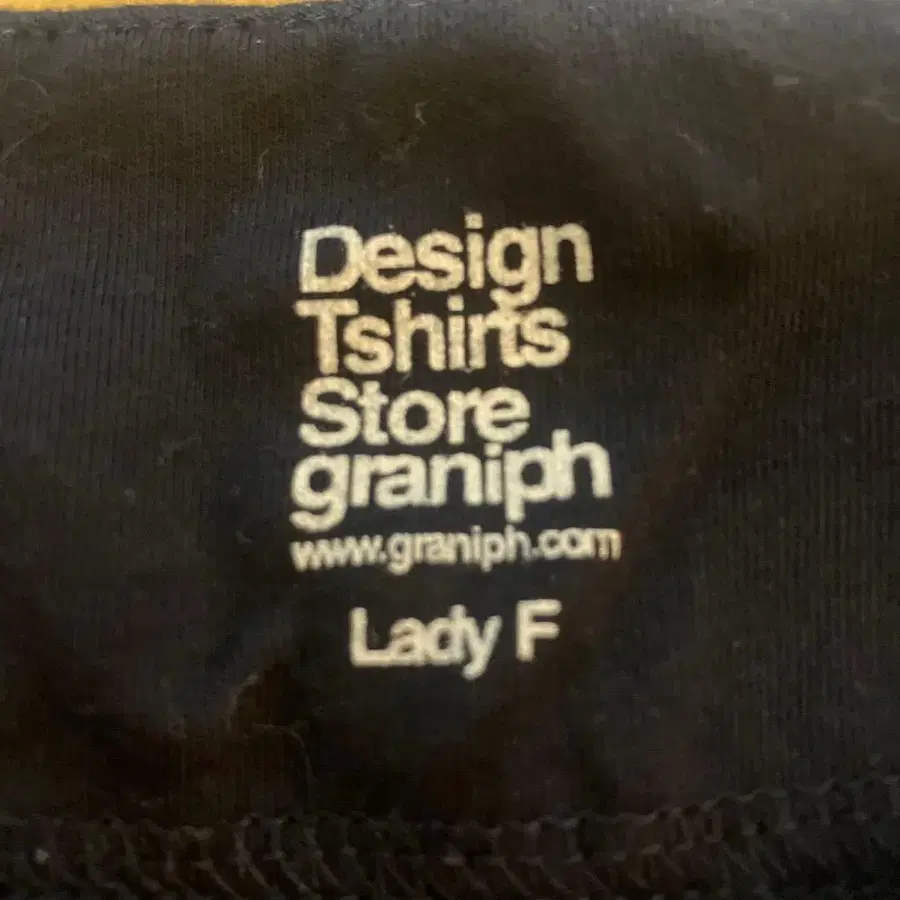 Design
Tshirts
Store
graniph
www.graniph.com
Lady F